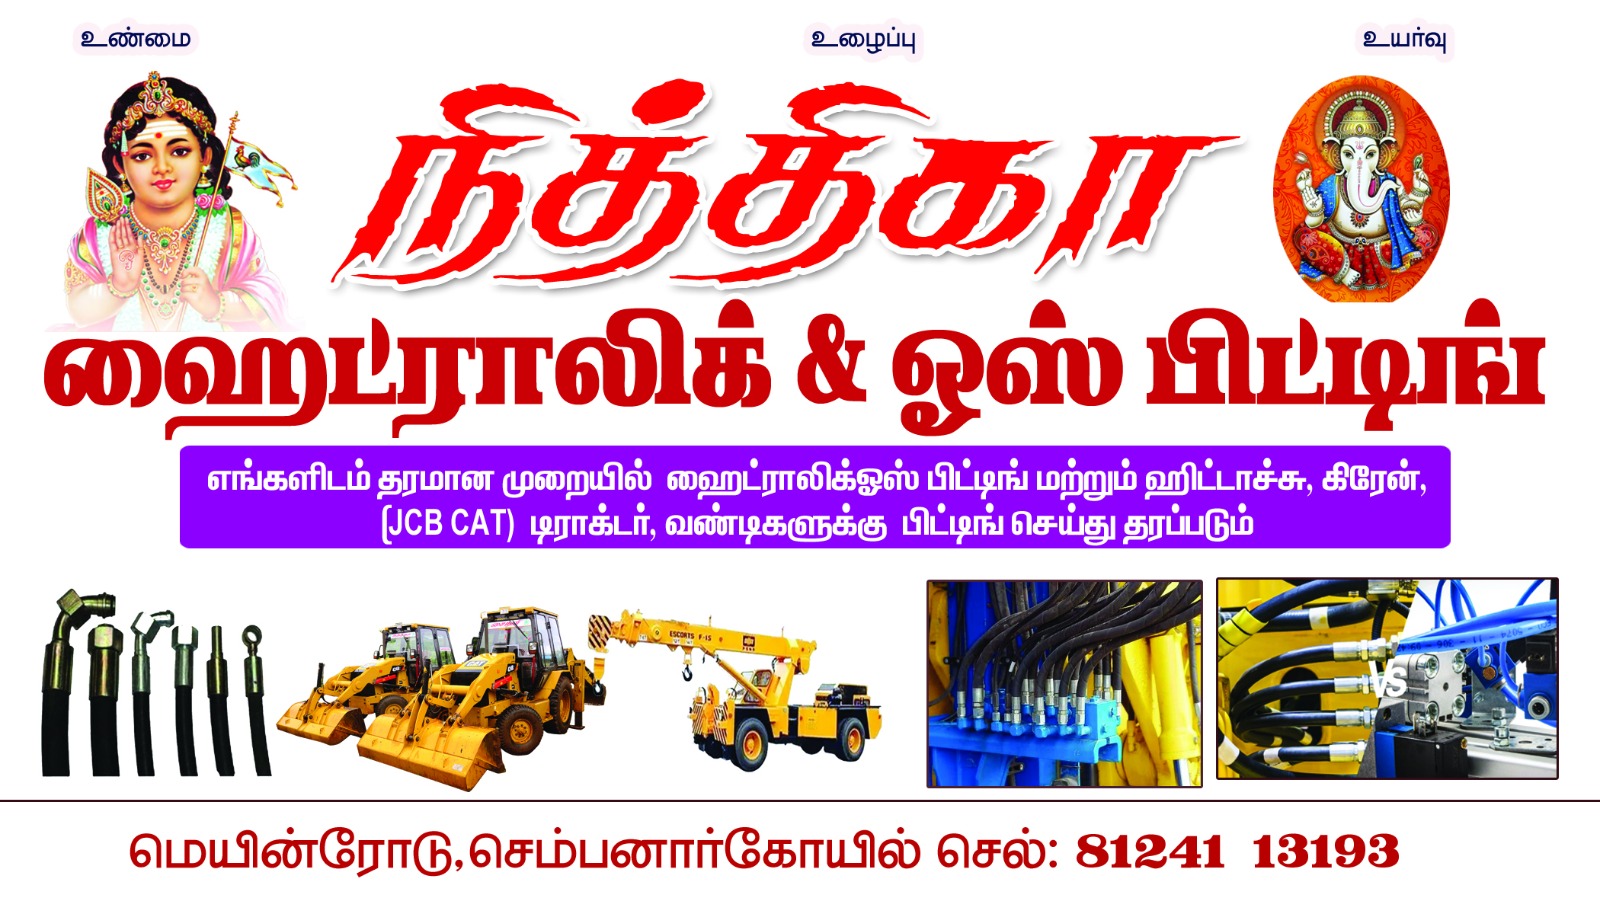 உண்மை உழைப்பு உயர்வு
நித்திகா
ஹைட்ராலிக் & ஓஸ் பிட்டிங்
எங்களிடம் தரமான முறையில் ஹைட்ராலிக்ஓஸ் பிட்டிங் மற்றும் ஹிட்டாச்சு, கிரேன்,
(JCB CAT) டிராக்டர், வண்டிகளுக்கு பிட்டிங் செய்து தரப்படும்
ESCORTS F-15
VS
மெயின்ரோடு,செம்பனார்கோயில் செல்: 81241 13193